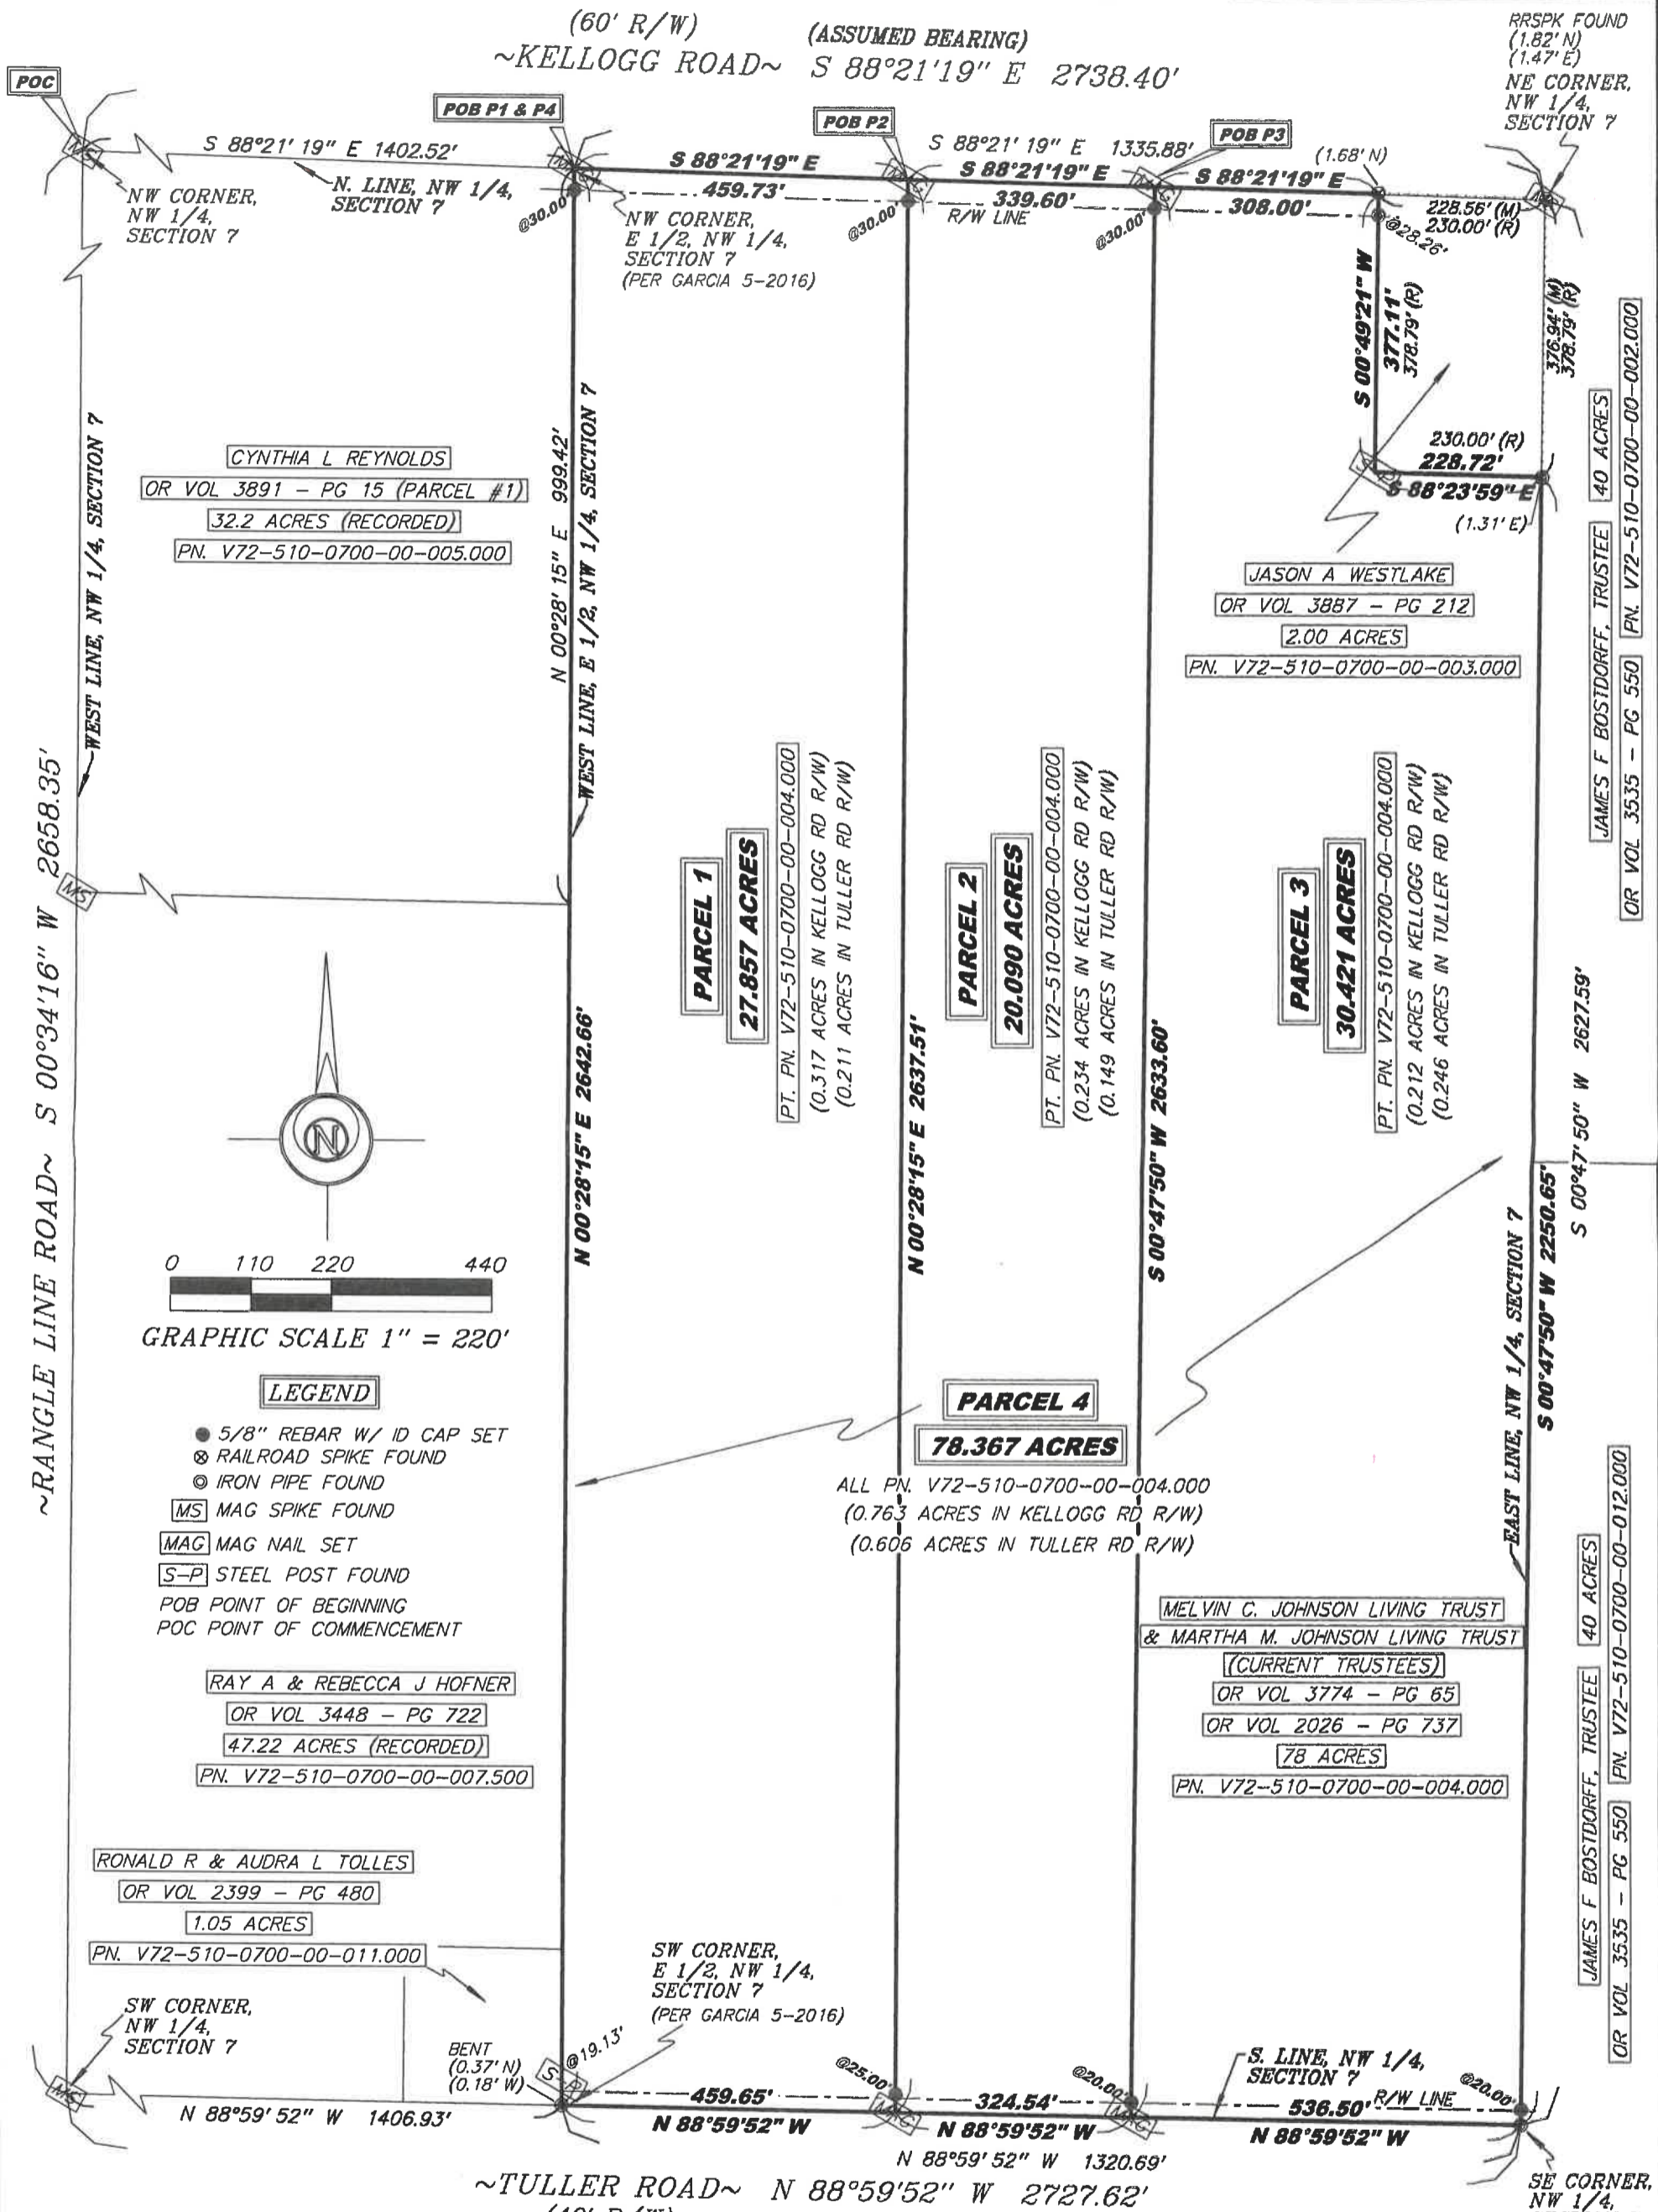 (60' R/W)
(ASSUMED BEARING)
~KELLOGG ROAD~ S 88°21'19" E 2738.40'
RRSPK FOUND
(1.82' N)
(1.47' E)
NE CORNER,
NW 1/4,
SECTION 7
POC
POB P1 & P4
POB P2
POB P3
S 88°21' 19" E 1402.52'
S 88°21'19" E
S 88°21' 19" E 1335.88'
S 88°21'19" E
(1.68' N)
S 88°21'19" E
MS
NW CORNER,
NW 1/4,
SECTION 7
N. LINE, NW 1/4,
SECTION 7
@30.00'
459.73'
NW CORNER,
E 1/2, NW 1/4,
SECTION 7
(PER GARCIA 5-2016)
@30.00'
339.60'
R/W LINE
@30.00'
308.00'
228.56' (M)
230.00' (R)
@28.26'
S 00°49'21" W
377.11'
378.79' (R)
376.94' (M)
378.79' (R)
230.00' (R)
228.72'
S 88°23'59" E
(1.31' E)
WEST LINE, NW 1/4, SECTION 7
CYNTHIA L REYNOLDS
OR VOL 3891 - PG 15 (PARCEL #1)
32.2 ACRES (RECORDED)
PN. V72-510-0700-00-005.000
N 00°28' 15" E 999.42'
WEST LINE, E 1/2, NW 1/4, SECTION 7
JASON A WESTLAKE
OR VOL 3887 - PG 212
2.00 ACRES
PN. V72-510-0700-00-003.000
JAMES F BOSTDORFF, TRUSTEE 40 ACRES
OR VOL 3535 - PG 550 PN. V72-510-0700-00-002.000
~RANGLE LINE ROAD~ S 00°34'16" W 2658.35'
MS
PARCEL 1
27.857 ACRES
PT. PN. V72-510-0700-00-004.000
(0.317 ACRES IN KELLOGG RD R/W)
(0.211 ACRES IN TULLER RD R/W)
PARCEL 2
20.090 ACRES
PT. PN. V72-510-0700-00-004.000
(0.234 ACRES IN KELLOGG RD R/W)
(0.149 ACRES IN TULLER RD R/W)
PARCEL 3
30.421 ACRES
PT. PN. V72-510-0700-00-004.000
(0.212 ACRES IN KELLOGG RD R/W)
(0.246 ACRES IN TULLER RD R/W)
N 00°28'15" E 2642.66'
N 00°28'15" E 2637.51'
S 00°47'50" W 2633.60'
S 00°47'50" W 2627.59'
S 00°47'50" W 2250.65'
EAST LINE, NW 1/4, SECTION 7
N
0 110 220 440
GRAPHIC SCALE 1" = 220'
LEGEND
5/8" REBAR W/ ID CAP SET
RAILROAD SPIKE FOUND
IRON PIPE FOUND
MS MAG SPIKE FOUND
MAG MAG NAIL SET
S-P STEEL POST FOUND
POB POINT OF BEGINNING
POC POINT OF COMMENCEMENT
PARCEL 4
78.367 ACRES
ALL PN. V72-510-0700-00-004.000
(0.763 ACRES IN KELLOGG RD R/W)
(0.606 ACRES IN TULLER RD R/W)
MELVIN C. JOHNSON LIVING TRUST
& MARTHA M. JOHNSON LIVING TRUST
(CURRENT TRUSTEES)
OR VOL 3774 - PG 65
OR VOL 2026 - PG 737
78 ACRES
PN. V72-510-0700-00-004.000
JAMES F BOSTDORFF, TRUSTEE 40 ACRES
OR VOL 3535 - PG 550 PN. V72-510-0700-00-012.000
RAY A & REBECCA J HOFNER
OR VOL 3448 - PG 722
47.22 ACRES (RECORDED)
PN. V72-510-0700-00-007.500
RONALD R & AUDRA L TOLLES
OR VOL 2399 - PG 480
1.05 ACRES
PN. V72-510-0700-00-011.000
SW CORNER,
NW 1/4,
SECTION 7
MS
SW CORNER,
E 1/2, NW 1/4,
SECTION 7
(PER GARCIA 5-2016)
BENT
(0.37' N)
(0.18' W)
S-P
@19.13'
459.65'
@25.00'
324.54'
@20.00'
S. LINE, NW 1/4,
SECTION 7
536.50'
R/W LINE
@20.00'
N 88°59' 52" W 1406.93'
N 88°59'52" W
N 88°59'52" W
N 88°59'52" W
N 88°59' 52" W 1320.69'
~TULLER ROAD~ N 88°59'52" W 2727.62'
SE CORNER,
NW 1/4,